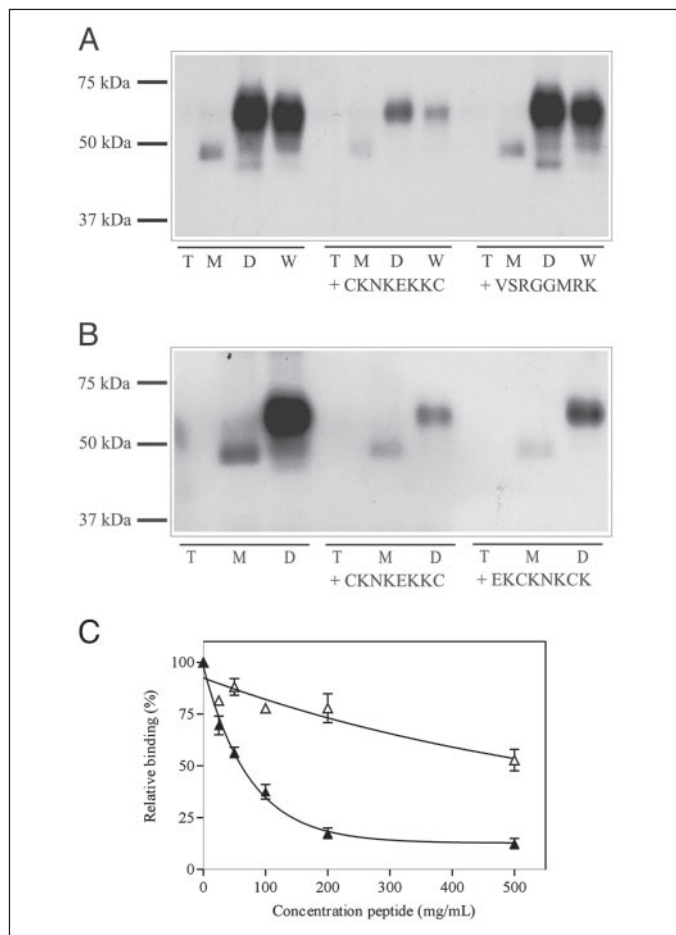 A
75 kDa
50 kDa
37 kDa
T M D W T M D W T M D W
+ CKNKEKKC + VSRGGMRK
B
75 kDa
50 kDa
37 kDa
T M D T M D T M D
+ CKNKEKKC + EKCKNKCK
C
Relative binding (%)
100
75
50
25
0
0 100 200 300 400 500
Concentration peptide (mg/mL)